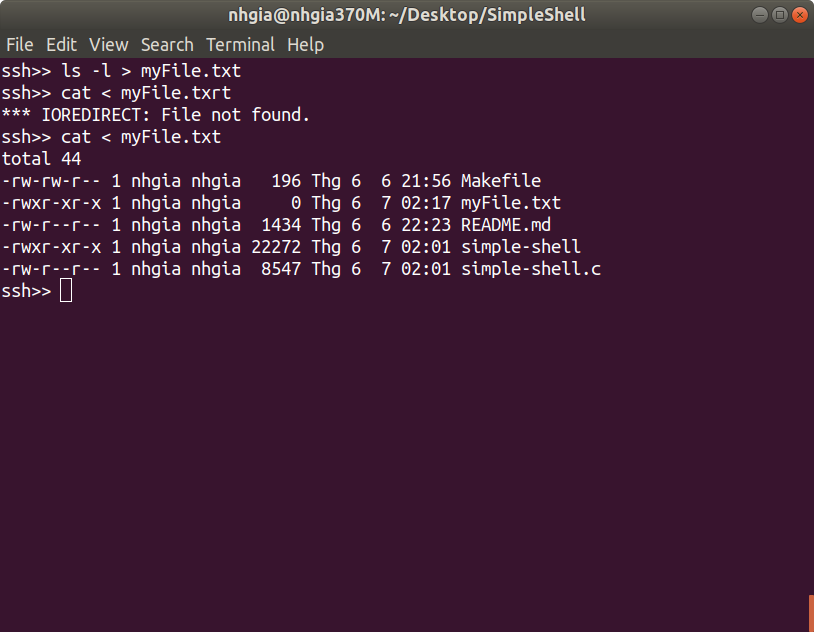 nhgia@nhgia370M: ~/Desktop/SimpleShell
File Edit View Search Terminal Help
ssh>> ls -l > myFile.txt
ssh>> cat < myFile.txrt
*** IOREDIRECT: File not found.
ssh>> cat < myFile.txt
total 44
-rw-rw-r-- 1 nhgia nhgia   196 Thg 6  6 21:56 Makefile
-rwxr-xr-x 1 nhgia nhgia     0 Thg 6  7 02:17 myFile.txt
-rw-r--r-- 1 nhgia nhgia  1434 Thg 6  6 22:23 README.md
-rwxr-xr-x 1 nhgia nhgia 22272 Thg 6  7 02:01 simple-shell
-rw-r--r-- 1 nhgia nhgia  8547 Thg 6  7 02:01 simple-shell.c
ssh>>